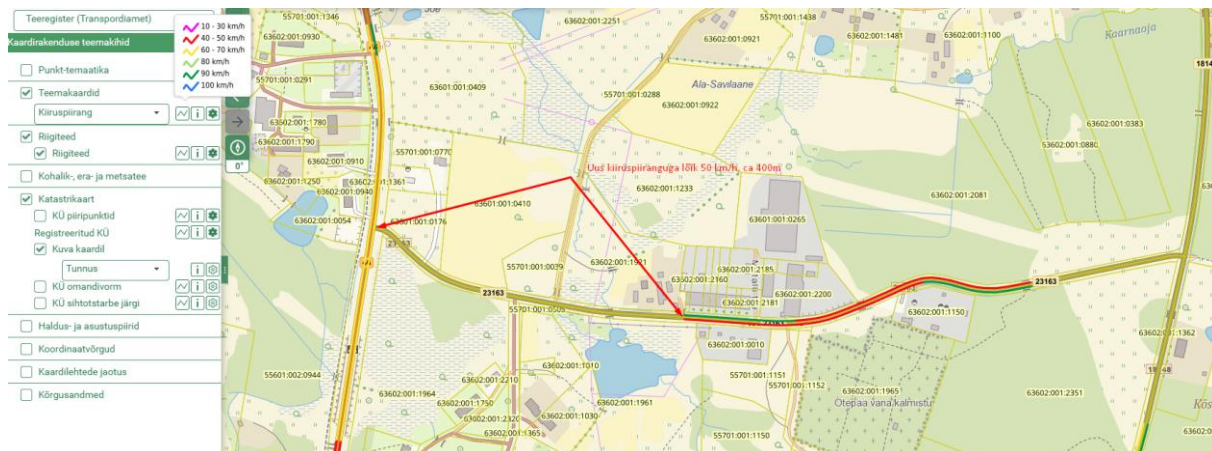 Teeregister (Transpordiamet)
Kaardirakenduse teemakihid
Punkt-temaatika
Teemakaardid
Kiiruspiirang
Riigiteed
Riigiteed
Kohalik-, era- ja metsatee
Katastrikaart
KÜ piiripunktid
Registreeritud KÜ
Kuva kaardil
Tunnus
KÜ omandivorm
KÜ sihtotstarbe järgi
Haldus- ja asustuspiirid
Koordinaatvõrgud
Kaardilehtede jaotus
Kõrgusandmed
10 - 30 km/h
40 - 50 km/h
60 - 70 km/h
80 km/h
90 km/h
100 km/h
0°
55701:001:1346
63602:001:0930
63602:001:2251
55701:001:1438
63602:001:0921
63602:001:1481
63602:001:1100
Kaarnaoja
1814
55701:001:0291
63601:001:0409
55701:001:0288
Ala-Savilaane
63602:001:0922
63602:001:0383
63602:001:1780
63602:001:1790
55701:001:0770
63602:001:0880
63602:001:0910
Uus kiiruspiiranguga lõik 50 km/h, ca 400m
63602:001:1250
63602:001:1361
63602:001:0940
63602:001:1233
63602:001:2081
63601:001:0410
63602:001:0054
63601:001:0176
63601:001:0265
55701:001:0039
63602:001:1921
63602:001:2185
63602:001:2160
63602:001:2200
63602:001:2181
23163
23163
55701:001:0505
63602:001:1150
63602:001:0010
63602:001:1362
55601:002:0944
63602:001:1010
55701:001:1151
55701:001:1152
63602:001:1964
63602:001:2210
63602:001:1750
63602:001:1961
63602:001:1965
63602:001:2351
Otepää vana kalmistu
63602:001:2320
63602:001:1030
63602:001:1365
55701:001:1150